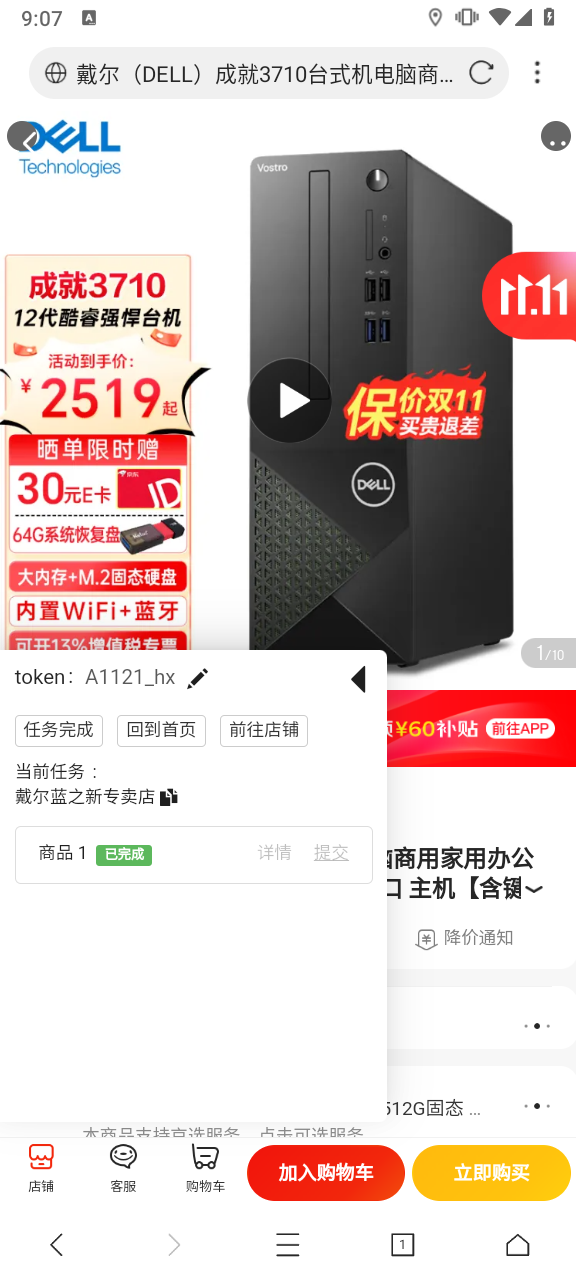 9:07
A
戴尔（DELL）成就3710台式机电脑商...
DELL
Technologies
Vostro
成就3710
12代酷睿强悍台机
活动到手价：
¥2519起
晒单限时赠
30元E卡
64G系统恢复盘
大内存+M.2固态硬盘
内置WiFi+蓝牙
可开13%增值税专票
11.11
保价双11
买贵退差
DELL
1/10
token： A1121_hx
任务完成 回到首页 前往店铺
当前任务：
戴尔蓝之新专卖店
商品 1 已完成 详情 提交
¥60补贴 前往APP
脑商用家用办公
口 主机【含键
降价通知
512G固态 ...
本商品支持京选服务，点击可选服务
店铺
客服
购物车
加入购物车
立即购买
1